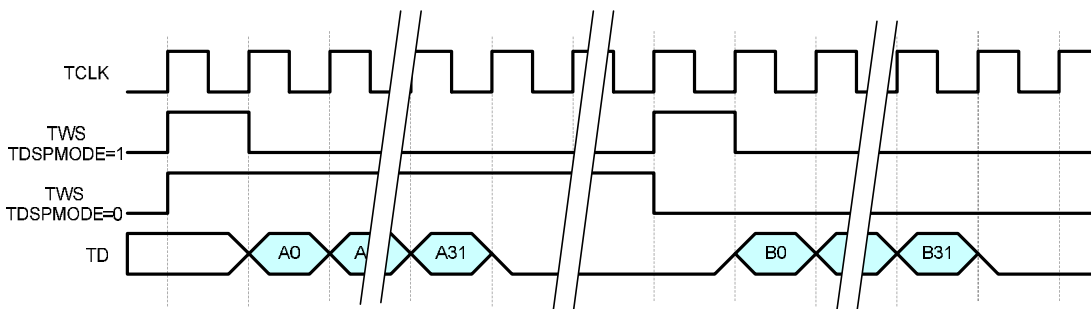 TCLK
TWS
TDSPMODE=1
TWS
TDSPMODE=0
TD
A0
A
A31
B0
B31